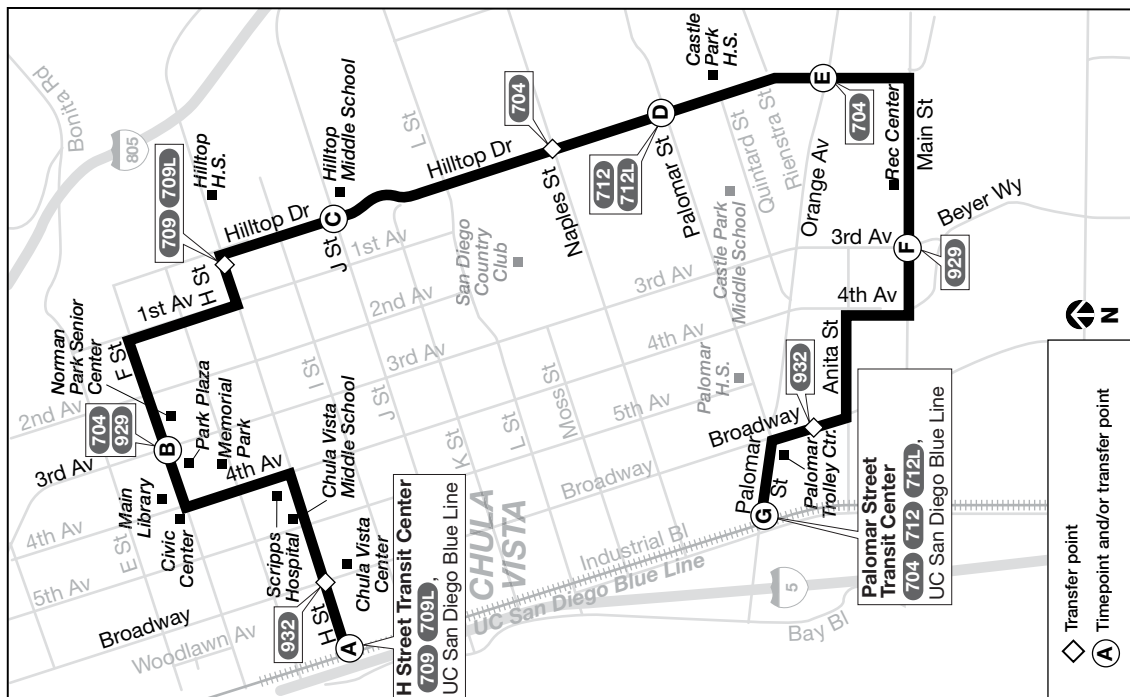 Bonita Rd
805
709 709L
Hilltop
H.S.
Hilltop Dr
H St
1st Av
F St
Norman
Park Senior
Center
2nd Av
704
929
B
3rd Av
Park Plaza
Memorial
Park
4th Av
4th Av
Main
Library
E St
Civic
Center
5th Av
Broadway
Woodlawn Av
Scripps
Hospital
Chula Vista
Middle School
932
H St
A
Chula Vista
Center
H Street Transit Center
709 709L,
UC San Diego Blue Line
C
J St
Hilltop
Middle School
1st Av
2nd Av
I St
3rd Av
J St
K St
L St
L St
Moss St
San Diego
Country
Club
Hilltop Dr
Naples St
704
712
712L
D
Palomar St
Castle
Park
H.S.
Quintard St
Rienstra St
Orange Av
E
704
Rec Center
Main St
Beyer Wy
3rd Av
F
929
3rd Av
Castle Park
Middle School
4th Av
4th Av
Palomar
H.S.
5th Av
Anita St
932
Broadway
Broadway
Palomar
St
Palomar
Trolley Ctr.
G
Palomar Street
Transit Center
704 712 712L,
UC San Diego Blue Line
CHULA
VISTA
Industrial Bl
UC San Diego Blue Line
5
Bay Bl
N
Transfer point
A Timepoint and/or transfer point